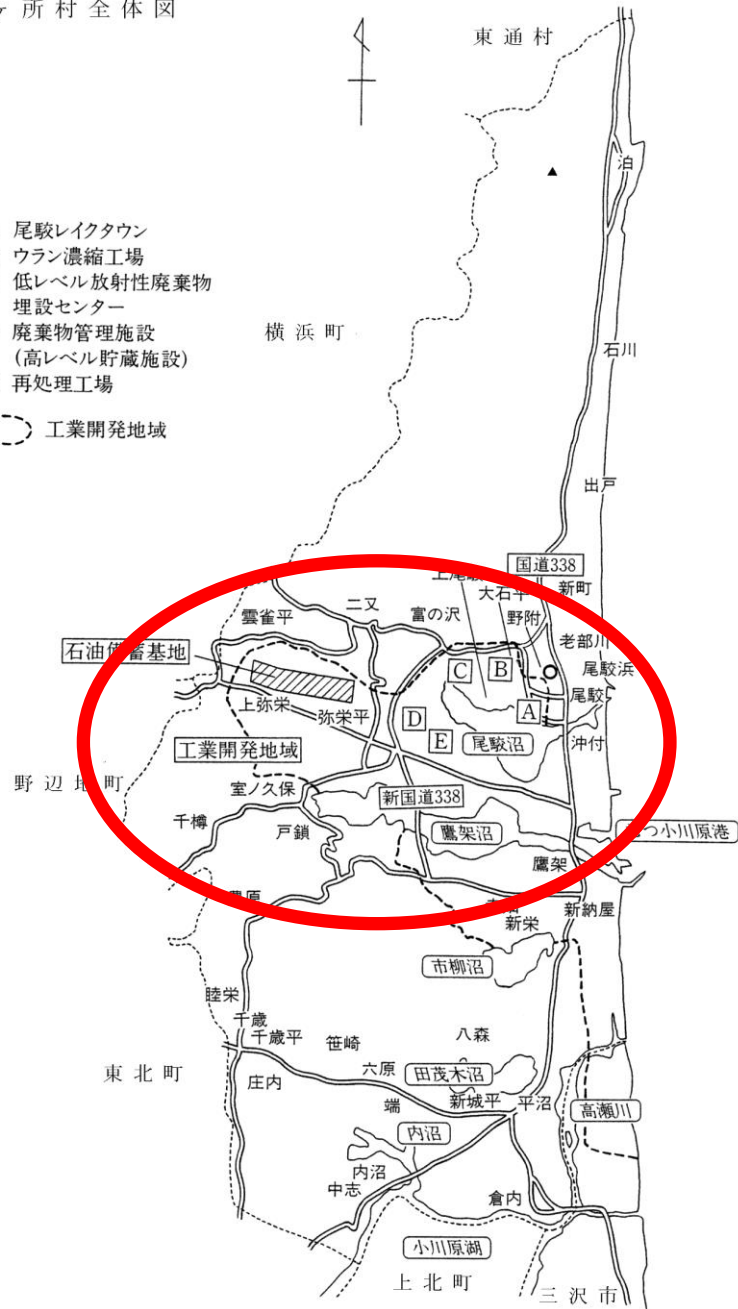 所村全体図
東通村
泊
尾駮レイクタウン
ウラン濃縮工場
低レベル放射性廃棄物
埋設センター
廃棄物管理施設
(高レベル貯蔵施設)
再処理工場
工業開発地域
横浜町
石川
出戸
国道338
新町
大石平
野附
二又
富の沢
雲雀平
老部川
石油備蓄基地
C
B
尾駮浜
尾駮
A
上弥栄
弥栄平
D
E
尾駮沼
沖付
工業開発地域
野辺地町
室ノ久保
新国道338
千樽
戸鎖
鷹架沼
つ小川原港
鷹架
新納屋
新栄
市柳沼
睦栄
千歳
千歳平
笹崎
八森
東北町
六原
田茂木沼
庄内
端
新城平
平沼
高瀬川
内沼
内沼
中志
倉内
小川原湖
上北町
三沢市